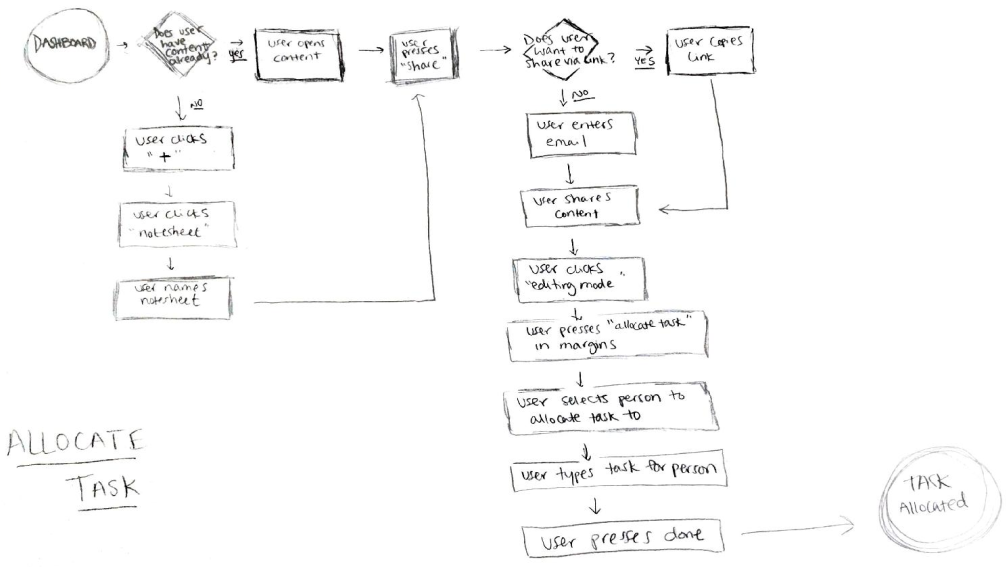 DASHBOARD
Does user
have
content
already?
yes
User opens
content
user
presses
"share"
Does user
want to
share via link?
YES
User copies
link
NO
User clicks
"+"
user clicks
"notesheet"
user names
notesheet
NO
User enters
email
User shares
content
User clicks
"editing mode"
User presses "allocate task"
in margins
User selects person to
allocate task to
User types task for person
User presses done
TASK
Allocated
ALLOCATE
TASK